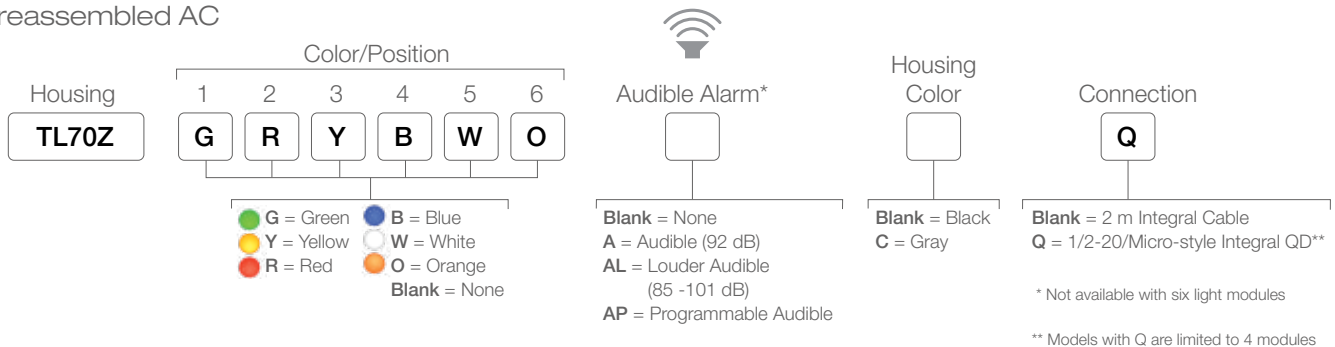 reassembled AC
Color/Position
Housing
1 2 3 4 5 6
Audible Alarm*
Housing
Color
Connection
TL70Z
G R Y B W O
Q
G = Green
Y = Yellow
R = Red
B = Blue
W = White
O = Orange
Blank = None
Blank = None
A = Audible (92 dB)
AL = Louder Audible
(85 -101 dB)
AP = Programmable Audible
Blank = Black
C = Gray
Blank = 2 m Integral Cable
Q = 1/2-20/Micro-style Integral QD**
* Not available with six light modules
** Models with Q are limited to 4 modules